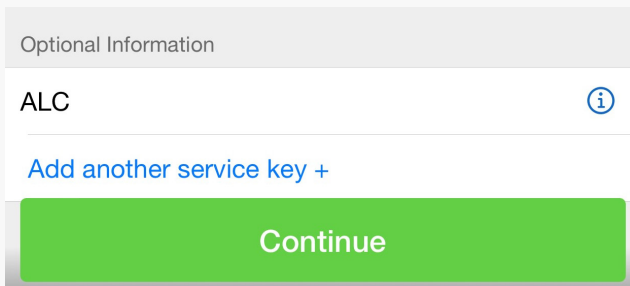 Optional Information
ALC
Add another service key +
Continue